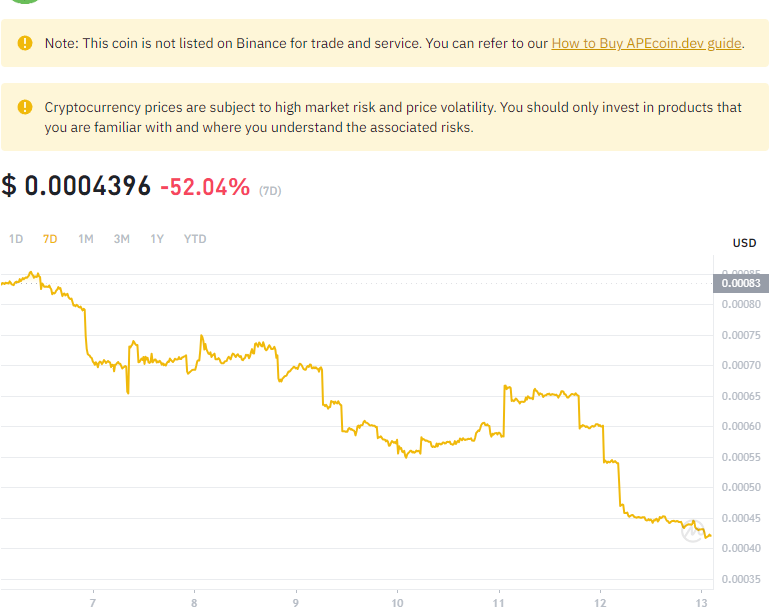 Note: This coin is not listed on Binance for trade and service. You can refer to our How to Buy APEcoin.dev guide.
Cryptocurrency prices are subject to high market risk and price volatility. You should only invest in products that
you are familiar with and where you understand the associated risks.
$ 0.0004396 -52.04% (7D)
1D 7D 1M 3M 1Y YTD
USD
0.00085
0.00083
0.00080
0.00075
0.00070
0.00065
0.00060
0.00055
0.00050
0.00045
0.00040
0.00035
7 8 9 10 11 12 13